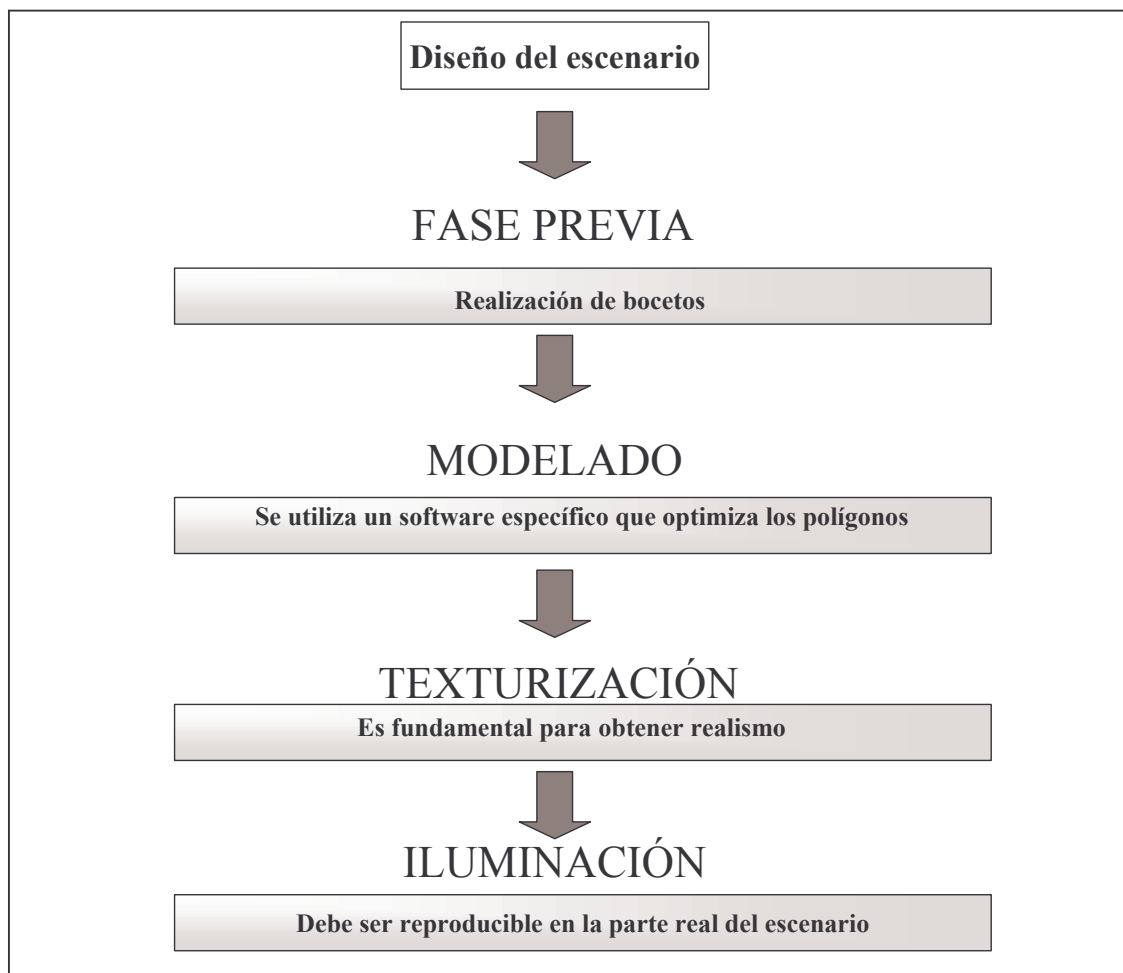 Diseño del escenario
FASE PREVIA
Realización de bocetos
MODELADO
Se utiliza un software específico que optimiza los polígonos
TEXTURIZACIÓN
Es fundamental para obtener realismo
ILUMINACIÓN
Debe ser reproducible en la parte real del escenario